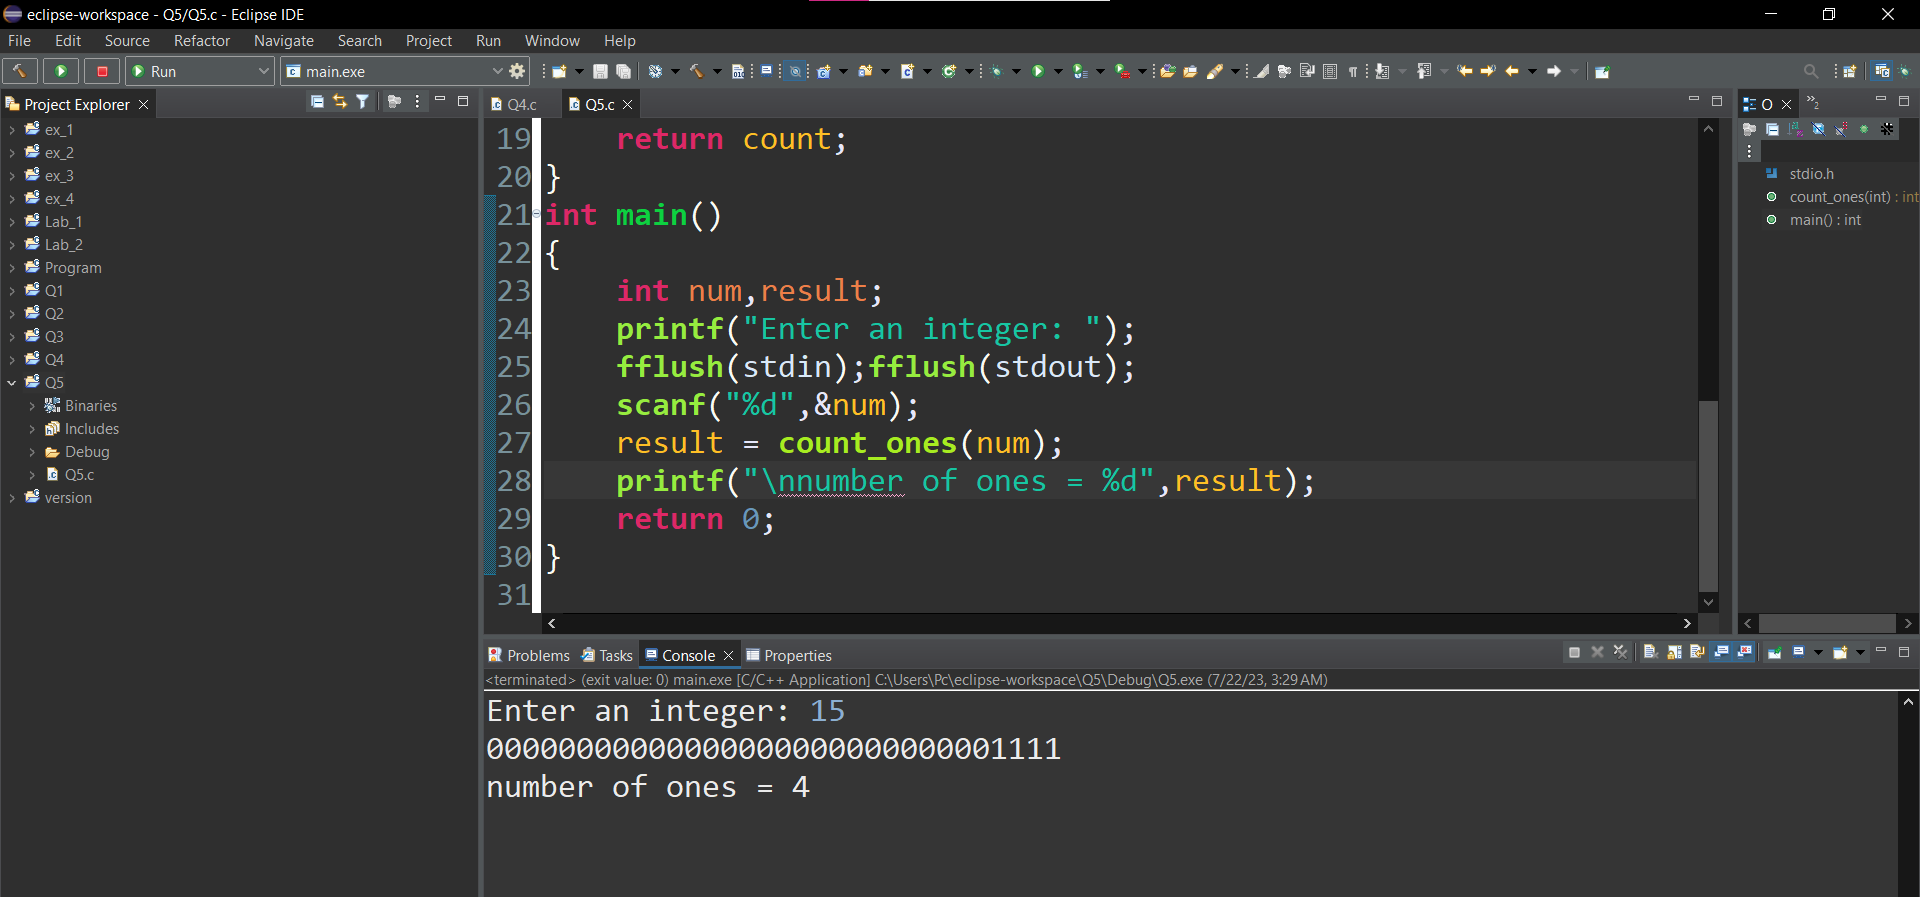 eclipse-workspace - Q5/Q5.c - Eclipse IDE
File Edit Source Refactor Navigate Search Project Run Window Help
Run main.exe
Project Explorer
ex_1
ex_2
ex_3
ex_4
Lab_1
Lab_2
Program
Q1
Q2
Q3
Q4
Q5
Binaries
Includes
Debug
Q5.c
version
Q4.c Q5.c
19 return count;
20 }
21 int main()
22 {
23 int num,result;
24 printf("Enter an integer: ");
25 fflush(stdin);fflush(stdout);
26 scanf("%d",&num);
27 result = count_ones(num);
28 printf("\nnumber of ones = %d",result);
29 return 0;
30 }
31
O »2
stdio.h
count_ones(int) : int
main() : int
Problems Tasks Console Properties
<terminated> (exit value: 0) main.exe [C/C++ Application] C:\Users\Pc\eclipse-workspace\Q5\Debug\Q5.exe (7/22/23, 3:29 AM)
Enter an integer: 15
00000000000000000000000000001111
number of ones = 4